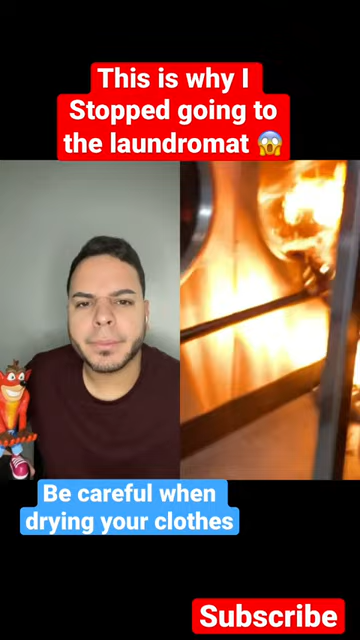 This is why I
Stopped going to
the laundromat 😱
Be careful when
drying your clothes
Subscribe